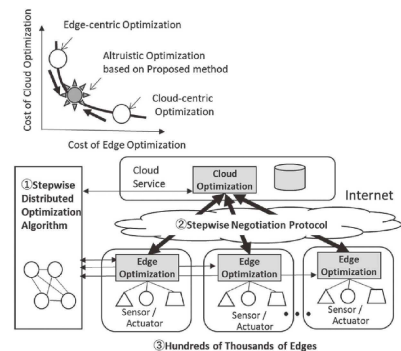 Edge-centric Optimization
Altruistic Optimization
based on Proposed method
Cloud-centric
Optimization
Cost of Cloud Optimization
Cost of Edge Optimization
①Stepwise
Distributed
Optimization
Algorithm
Cloud
Service
Cloud
Optimization
Internet
②Stepwise Negotiation Protocol
Edge
Optimization
Edge
Optimization
Edge
Optimization
Sensor /
Actuator
Sensor /
Actuator
Sensor /
Actuator
③Hundreds of Thousands of Edges